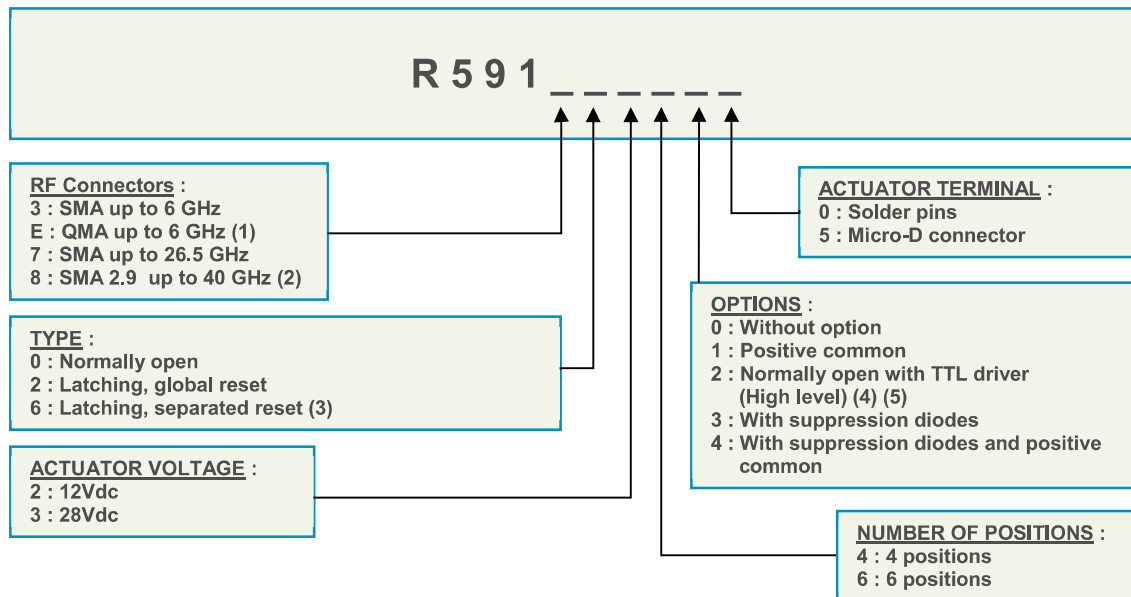 R 5 9 1 _ _ _ _ _ _
RF Connectors :
3 : SMA up to 6 GHz
E : QMA up to 6 GHz (1)
7 : SMA up to 26.5 GHz
8 : SMA 2.9 up to 40 GHz (2)
TYPE :
0 : Normally open
2 : Latching, global reset
6 : Latching, separated reset (3)
ACTUATOR VOLTAGE :
2 : 12Vdc
3 : 28Vdc
ACTUATOR TERMINAL :
0 : Solder pins
5 : Micro-D connector
OPTIONS :
0 : Without option
1 : Positive common
2 : Normally open with TTL driver
(High level) (4) (5)
3 : With suppression diodes
4 : With suppression diodes and positive
common
NUMBER OF POSITIONS :
4 : 4 positions
6 : 6 positions